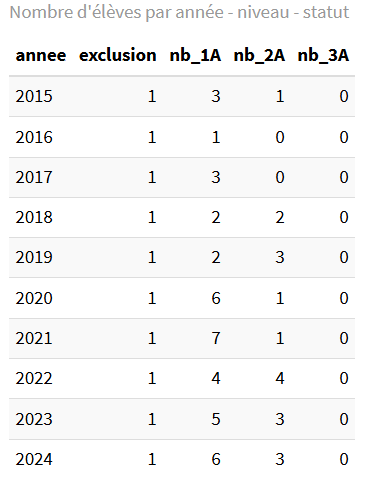 Nombre d'élèves par année - niveau - statut
annee exclusion nb_1A nb_2A nb_3A
2015 1 3 1 0
2016 1 1 0 0
2017 1 3 0 0
2018 1 2 2 0
2019 1 2 3 0
2020 1 6 1 0
2021 1 7 1 0
2022 1 4 4 0
2023 1 5 3 0
2024 1 6 3 0